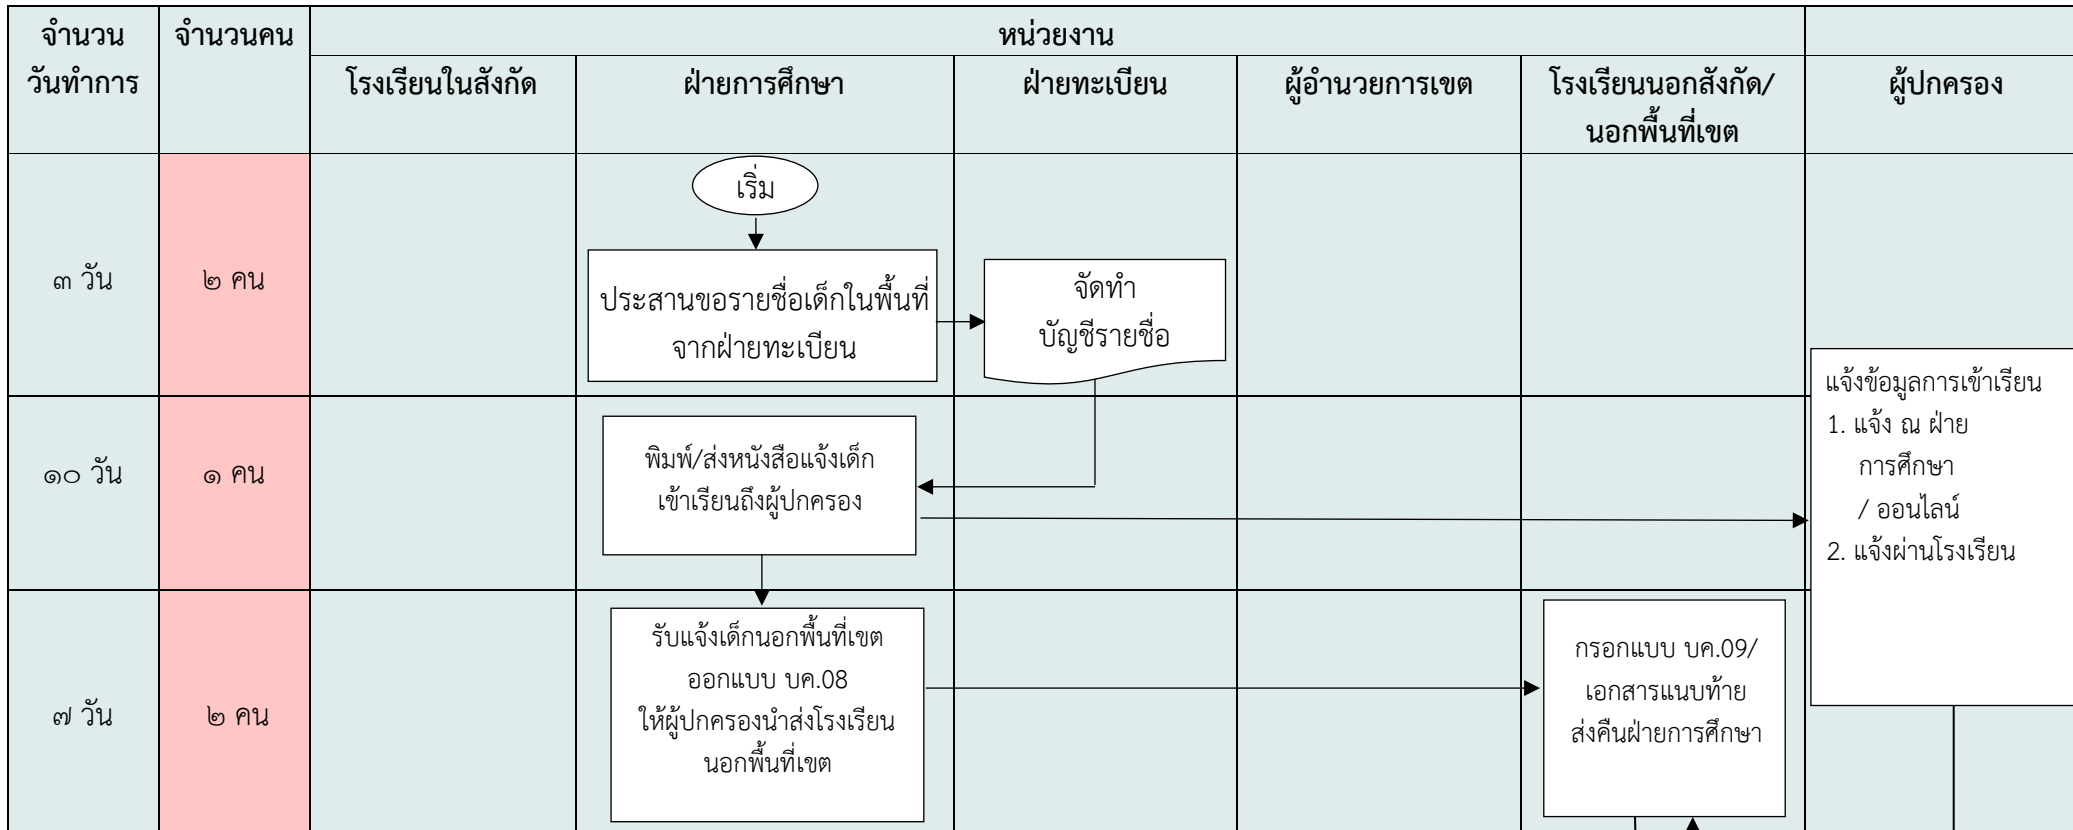 จำนวน
วันทำการ
จำนวนคน
หน่วยงาน
โรงเรียนในสังกัด
ฝ่ายการศึกษา
ฝ่ายทะเบียน
ผู้อำนวยการเขต
โรงเรียนนอกสังกัด/
นอกพื้นที่เขต
ผู้ปกครอง
เริ่ม
๓ วัน
๒ คน
ประสานขอรายชื่อเด็กในพื้นที่
จากฝ่ายทะเบียน
จัดทำ
บัญชีรายชื่อ
แจ้งข้อมูลการเข้าเรียน
1. แจ้ง ณ ฝ่าย
การศึกษา
/ ออนไลน์
2. แจ้งผ่านโรงเรียน
๑๐ วัน
๑ คน
พิมพ์/ส่งหนังสือแจ้งเด็ก
เข้าเรียนถึงผู้ปกครอง
๗ วัน
๒ คน
รับแจ้งเด็กนอกพื้นที่เขต
ออกแบบ บค.08
ให้ผู้ปกครองนำส่งโรงเรียน
นอกพื้นที่เขต
กรอกแบบ บค.09/
เอกสารแนบท้าย
ส่งคืนฝ่ายการศึกษา